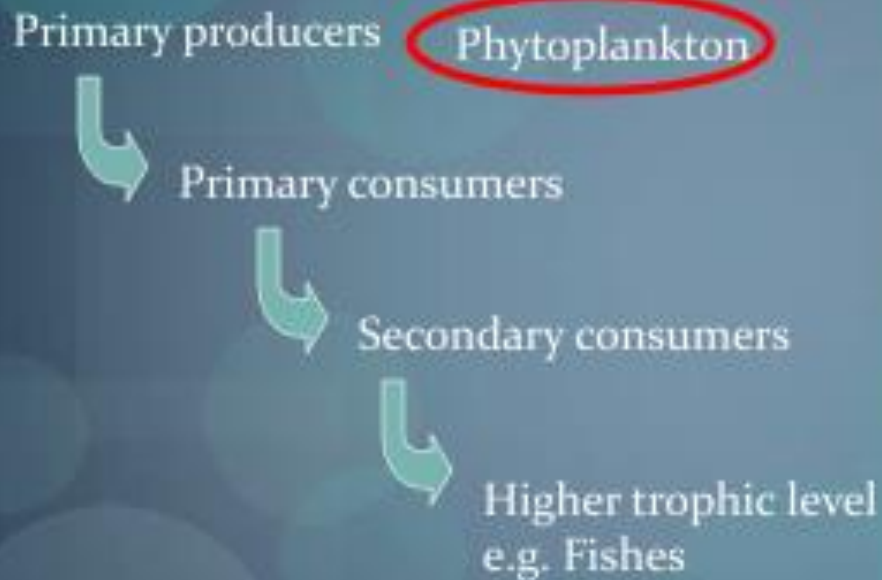 Primary producers
Phytoplankton
Primary consumers
Secondary consumers
Higher trophic level
e.g. Fishes